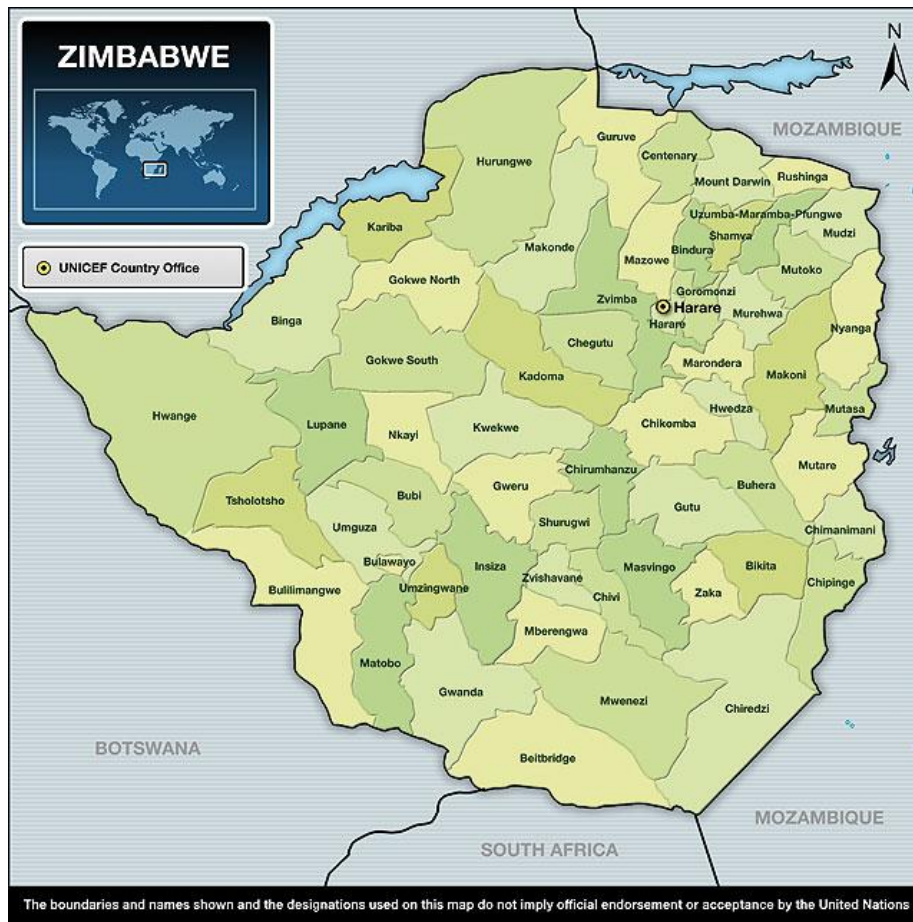 ZIMBABWE
N
UNICEF Country Office
MOZAMBIQUE
Guruve
Hurungwe
Centenary
Mount Darwin
Rushinga
Kariba
Uzumba-Maramba-Pfungwe
Shamva
Mudzi
Makonde
Mazowe
Bindura
Mutoko
Gokwe North
Goromonzi
Zvimba
Harare
Murehwa
Binga
Harare
Nyanga
Chegutu
Gokwe South
Marondera
Kadoma
Makoni
Hwange
Hwedza
Mutasa
Lupane
Nkayi
Kwekwe
Chikomba
Mutare
Chirumhanzu
Tsholotsho
Bubi
Gweru
Buhera
Gutu
Umguza
Shurugwi
Chimanimani
Bulawayo
Insiza
Masvingo
Bikita
Zvishavane
Chipinge
Bulilimangwe
Umzingwane
Chivi
Zaka
Mberengwa
Matobo
Gwanda
Mwenezi
Chiredzi
BOTSWANA
Beitbridge
MOZAMBIQUE
SOUTH AFRICA
The boundaries and names shown and the designations used on this map do not imply official endorsement or acceptance by the United Nations